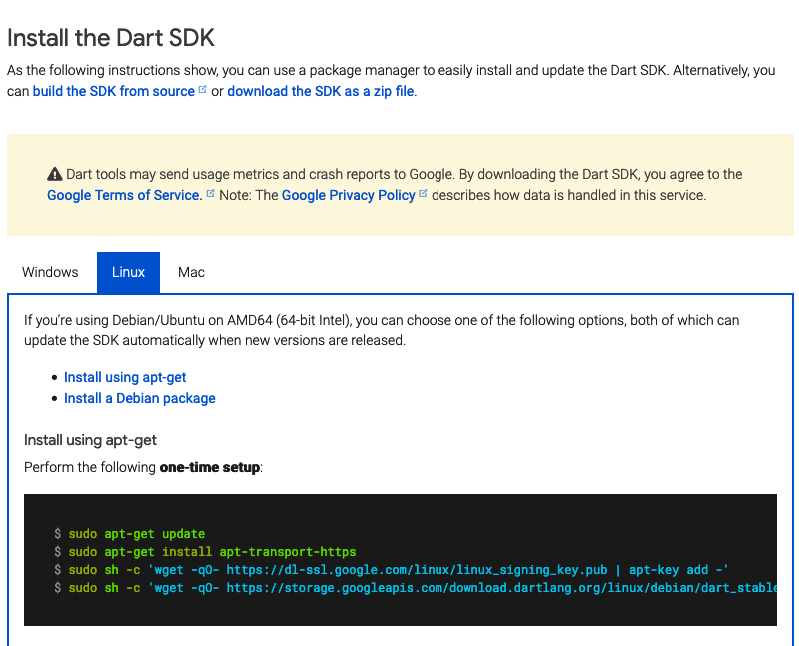 Install the Dart SDK
As the following instructions show, you can use a package manager to easily install and update the Dart SDK. Alternatively, you
can build the SDK from source or download the SDK as a zip file.
Dart tools may send usage metrics and crash reports to Google. By downloading the Dart SDK, you agree to the
Google Terms of Service. Note: The Google Privacy Policy describes how data is handled in this service.
Windows Linux Mac
If you’re using Debian/Ubuntu on AMD64 (64-bit Intel), you can choose one of the following options, both of which can
update the SDK automatically when new versions are released.
• Install using apt-get
• Install a Debian package
Install using apt-get
Perform the following one-time setup:
$ sudo apt-get update
$ sudo apt-get install apt-transport-https
$ sudo sh -c 'wget -qO- https://dl-ssl.google.com/linux/linux_signing_key.pub | apt-key add -'
$ sudo sh -c 'wget -qO- https://storage.googleapis.com/download.dartlang.org/linux/debian/dart_stable